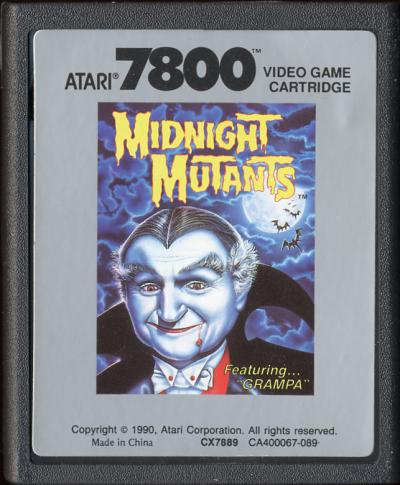 ATARI® 7800™ VIDEO GAME
CARTRIDGE
MIDNIGHT
MUTANTS™
Featuring...
"GRAMPA"
Copyright © 1990, Atari Corporation. All rights reserved.
Made in China CX7889 CA400067-089